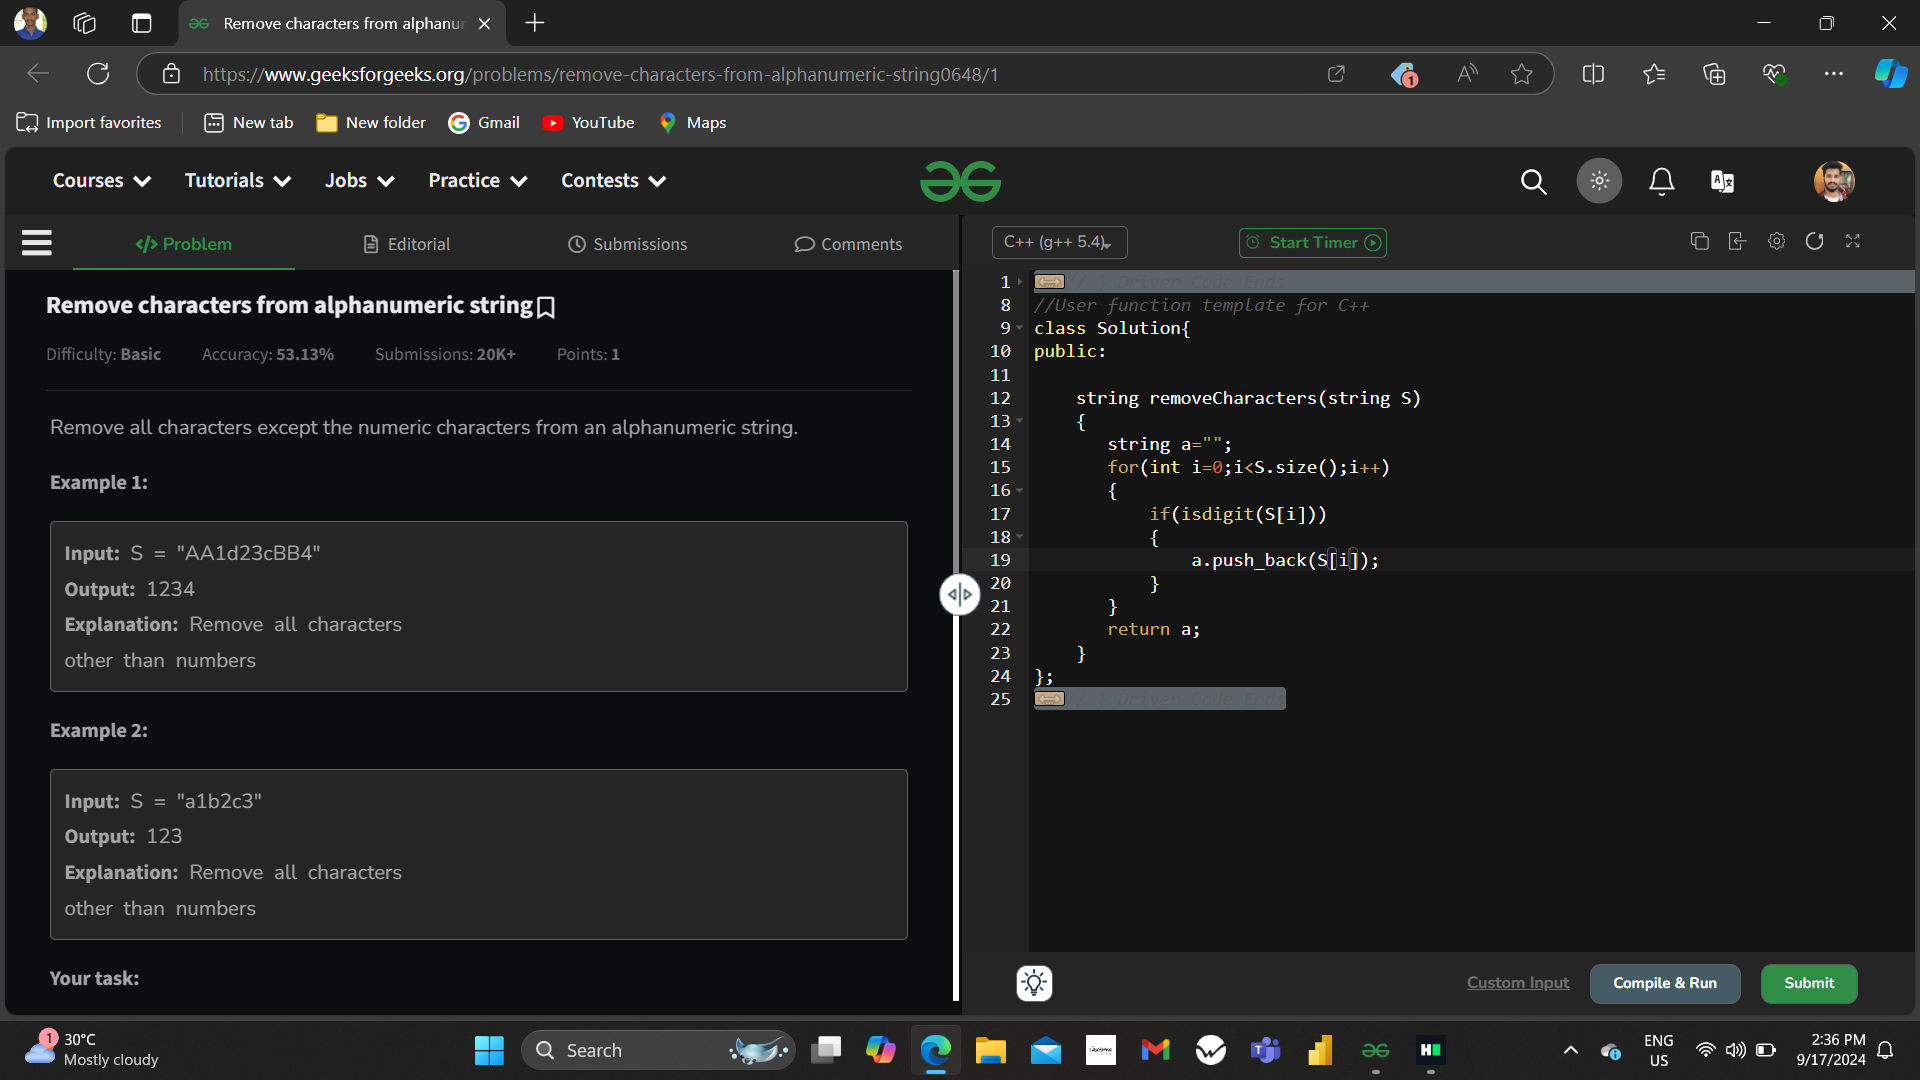 Remove characters from alphanu
https://www.geeksforgeeks.org/problems/remove-characters-from-alphanumeric-string0648/1
1
Import favorites
New tab
New folder
Gmail
YouTube
Maps
Courses
Tutorials
Jobs
Practice
Contests
</> Problem
Editorial
Submissions
Comments
C++ (g++ 5.4)
Start Timer
Remove characters from alphanumeric string
Difficulty: Basic
Accuracy: 53.13%
Submissions: 20K+
Points: 1
Remove all characters except the numeric characters from an alphanumeric string.
Example 1:
Input: S = "AA1d23cBB4"
Output: 1234
Explanation: Remove all characters
other than numbers
Example 2:
Input: S = "a1b2c3"
Output: 123
Explanation: Remove all characters
other than numbers
Your task:
1 // } Driver Code Ends
8 //User function template for C++
9 class Solution{
10 public:
11
12 string removeCharacters(string S)
13 {
14 string a="";
15 for(int i=0;i<S.size();i++)
16 {
17 if(isdigit(S[i]))
18 {
19 a.push_back(S[i]);
20 }
21 }
22 return a;
23 }
24 };
25 // } Driver Code Ends
Custom Input
Compile & Run
Submit
1
30°C
Mostly cloudy
Search
ENG
US
2:36 PM
9/17/2024